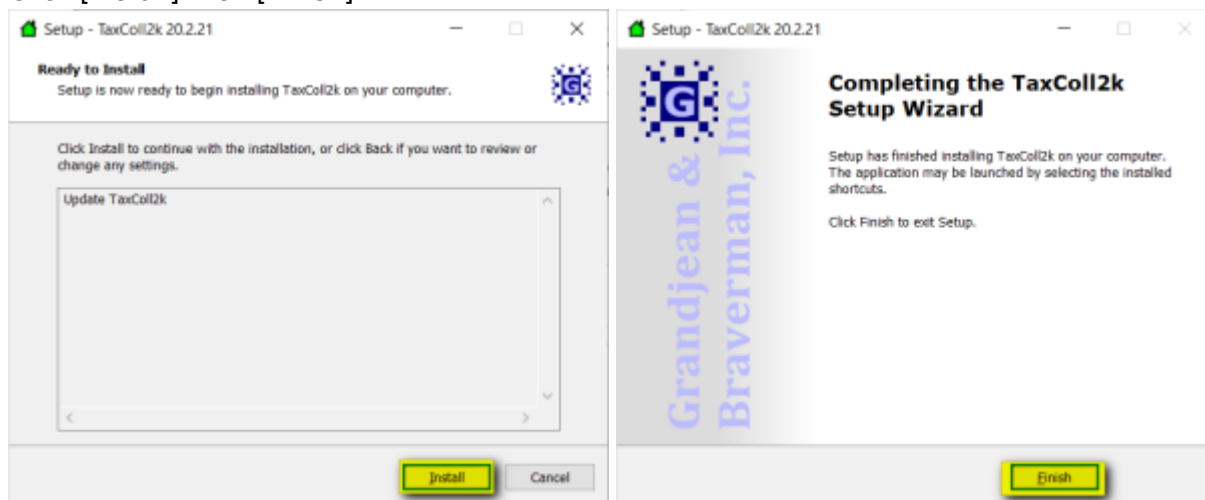 Setup - TaxColl2k 20.2.21
Ready to Install
Setup is now ready to begin installing TaxColl2k on your computer.
G
Click Install to continue with the installation, or click Back if you want to review or
change any settings.
Update TaxColl2k
Install
Cancel
Setup - TaxColl2k 20.2.21
G
Grandjean &
Braverman, Inc.
Completing the TaxColl2k
Setup Wizard
Setup has finished installing TaxColl2k on your computer.
The application may be launched by selecting the installed
shortcuts.
Click Finish to exit Setup.
Finish